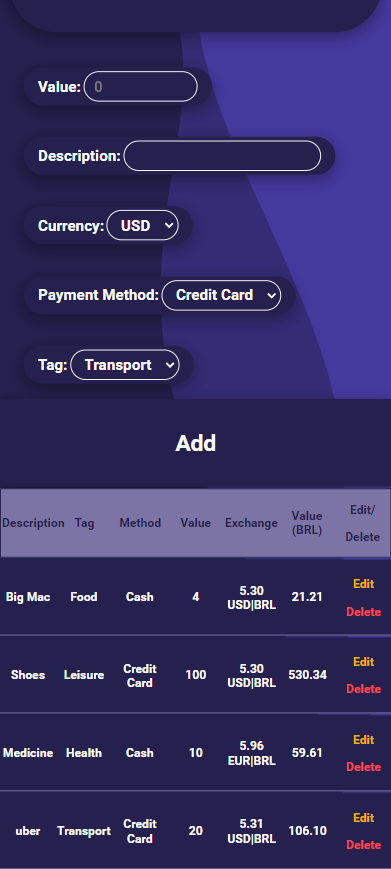 Value: 0
Description:
Currency: USD
Payment Method: Credit Card
Tag: Transport
Add
Description Tag Method Value Exchange Value (BRL) Edit/ Delete
Big Mac Food Cash 4 5.30 USD|BRL 21.21 Edit Delete
Shoes Leisure Credit Card 100 5.30 USD|BRL 530.34 Edit Delete
Medicine Health Cash 10 5.96 EUR|BRL 59.61 Edit Delete
uber Transport Credit Card 20 5.31 USD|BRL 106.10 Edit Delete